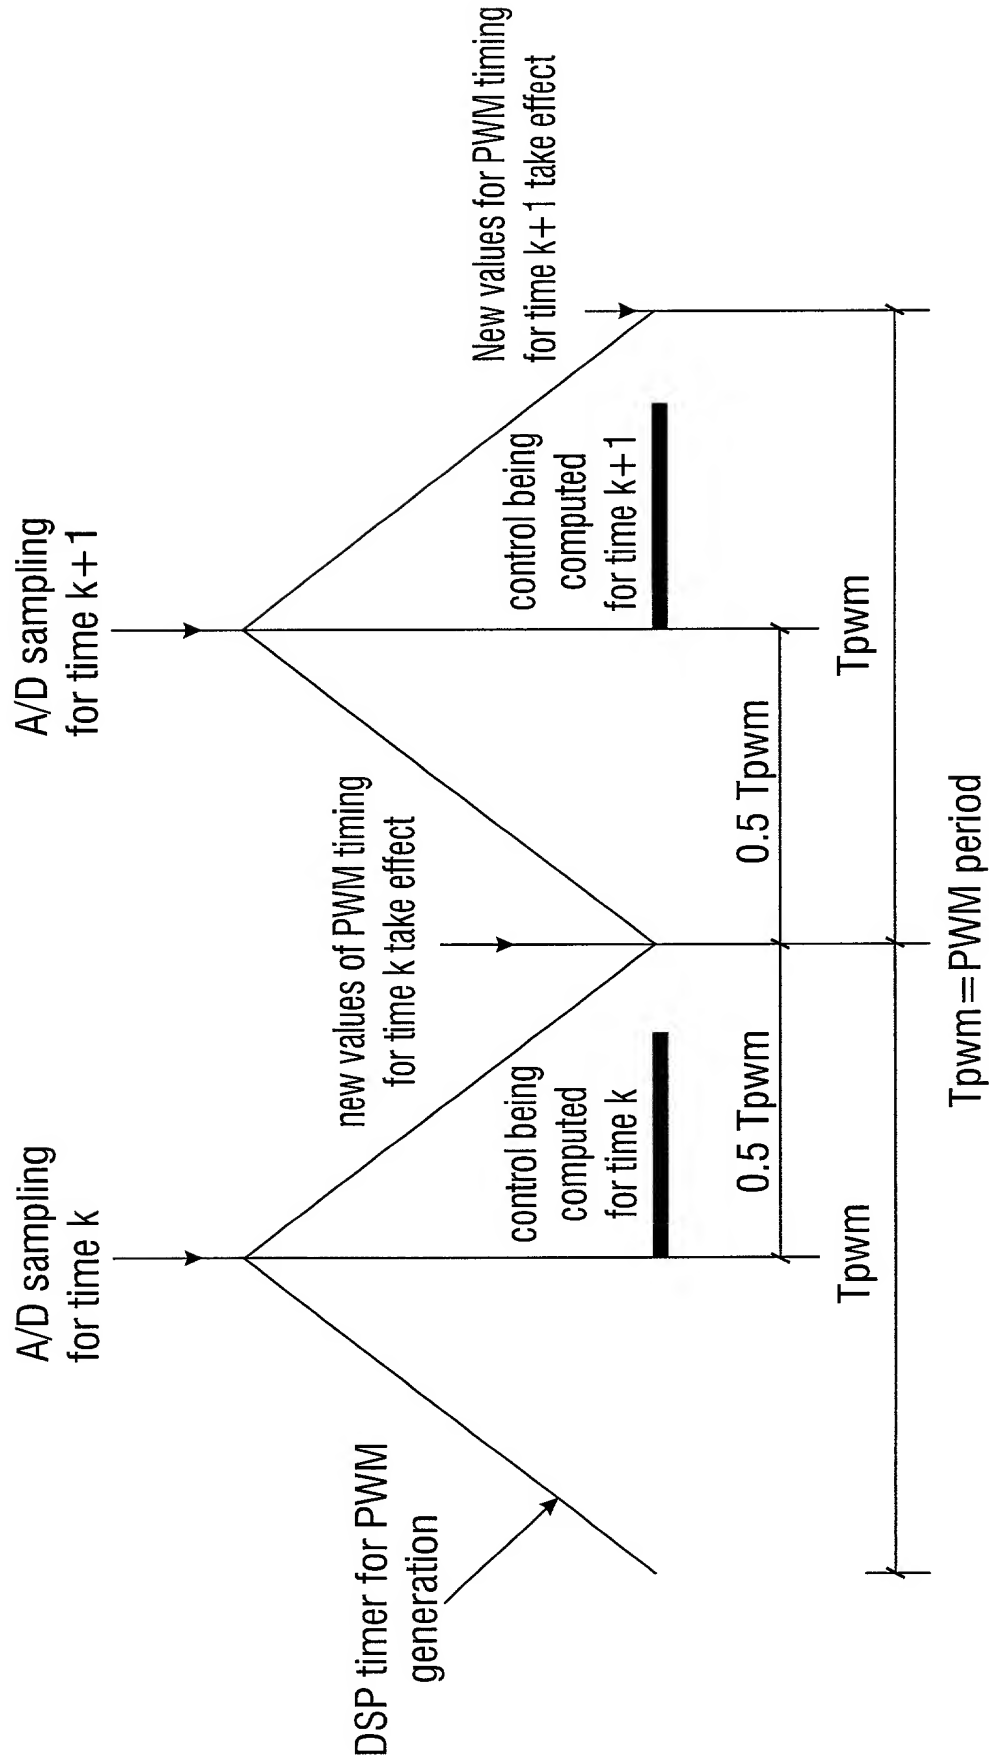 A/D sampling
for time k
A/D sampling
for time k+1
DSP timer for PWM
generation
new values of PWM timing
for time k take effect
New values for PWM timing
for time k+1 take effect
control being
computed
for time k
control being
computed
for time k+1
0.5 Tpwm
0.5 Tpwm
Tpwm
Tpwm
Tpwm=PWM period